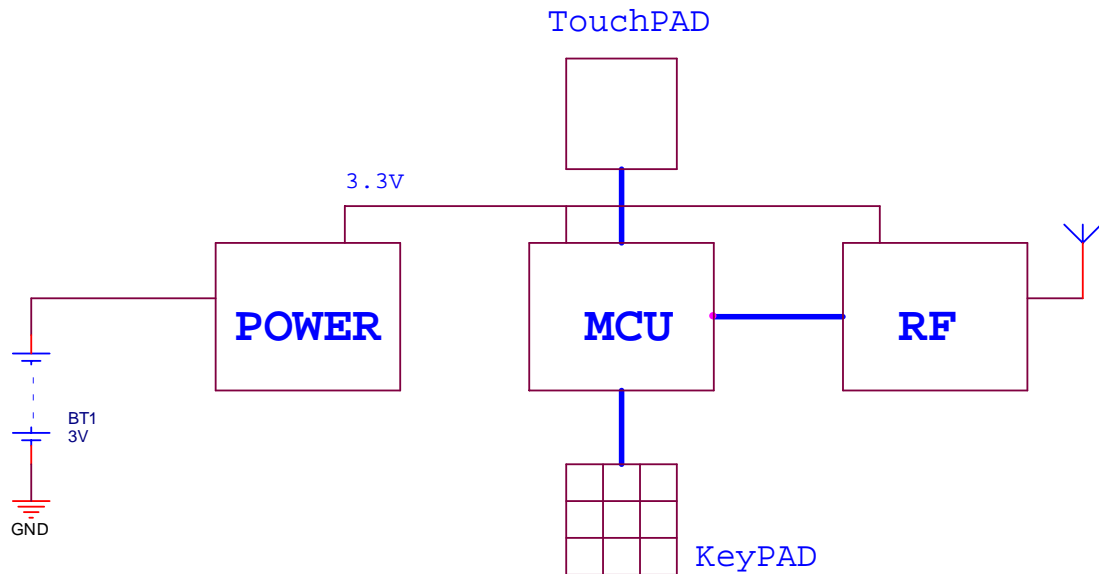 TouchPAD
3.3V
POWER
MCU
RF
BT1
3V
GND
KeyPAD